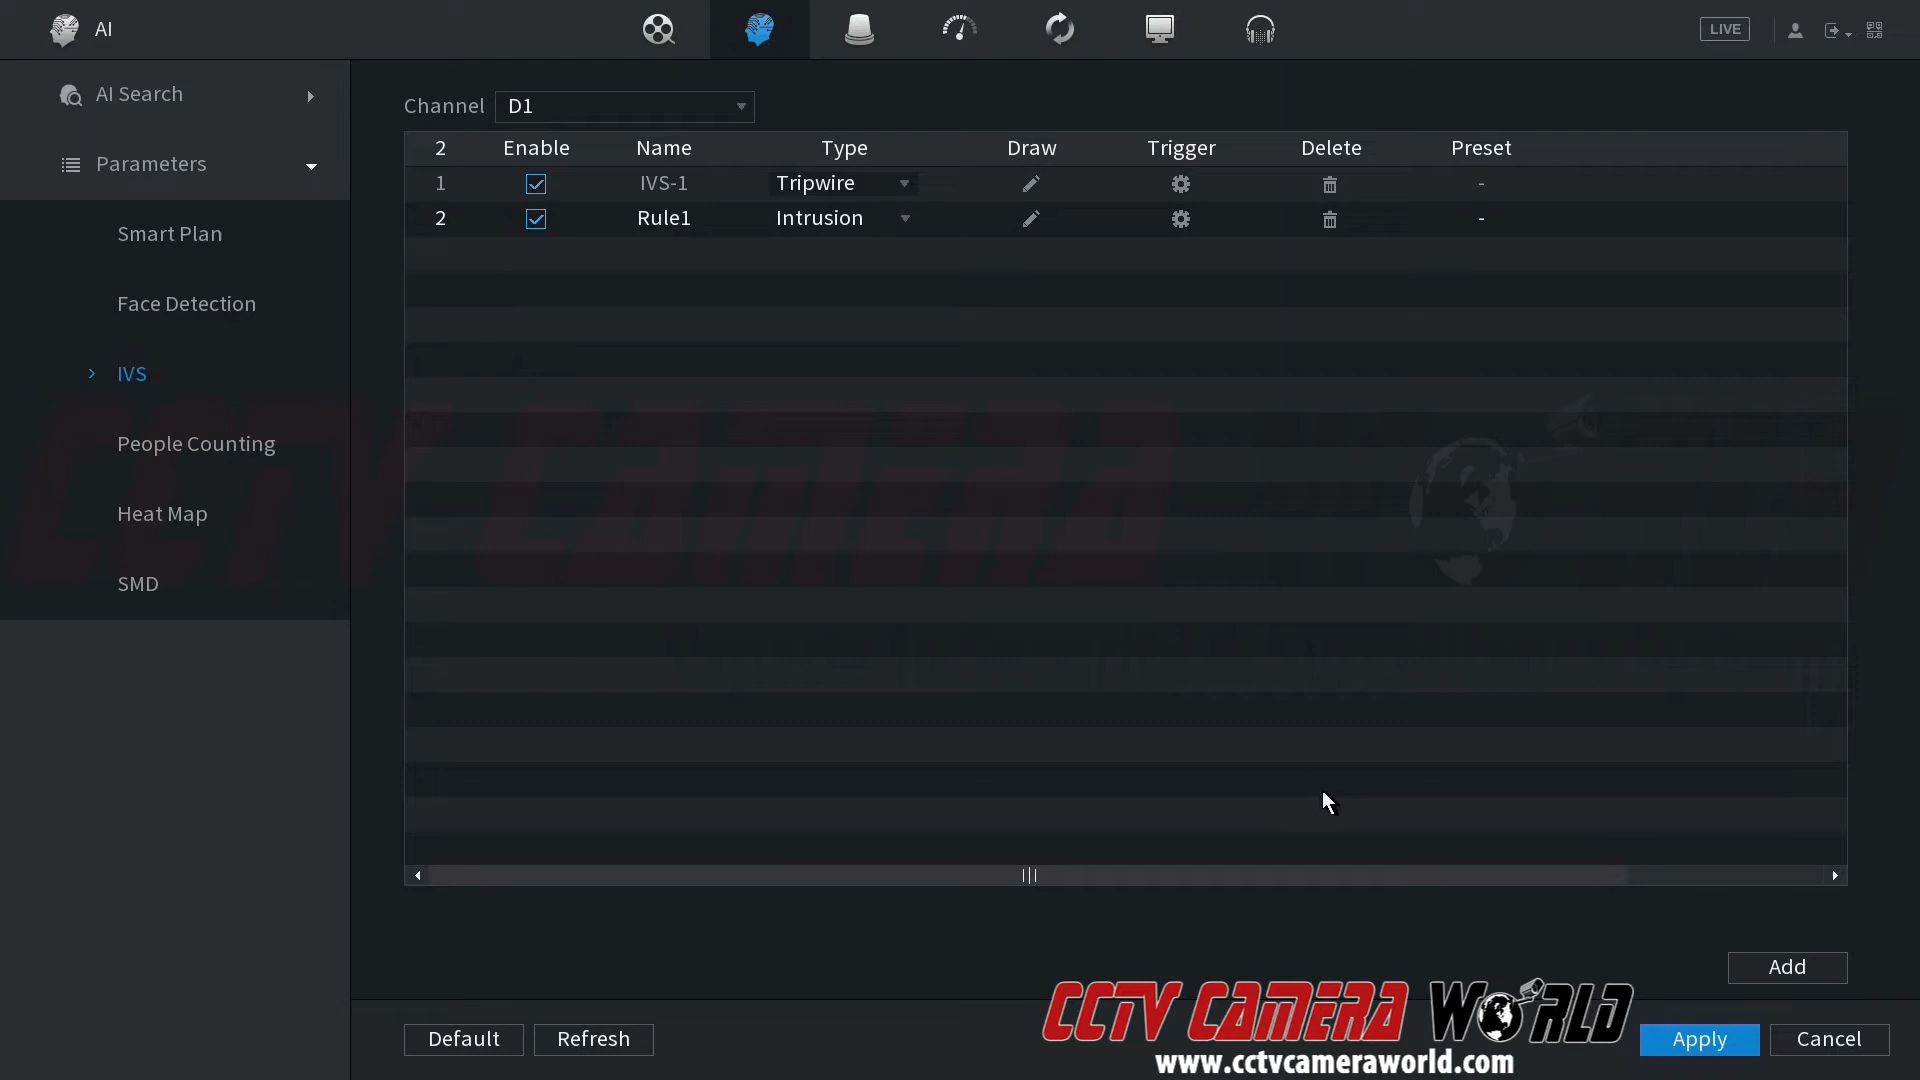 AI
LIVE
AI Search
Parameters
Smart Plan
Face Detection
IVS
People Counting
Heat Map
SMD
Channel D1
2 Enable Name Type Draw Trigger Delete Preset
1 IVS-1 Tripwire -
2 Rule1 Intrusion -
CCTV CAMERA
Add
Default Refresh
CCTV CAMERA WORLD
www.cctvcameraworld.com
Apply Cancel